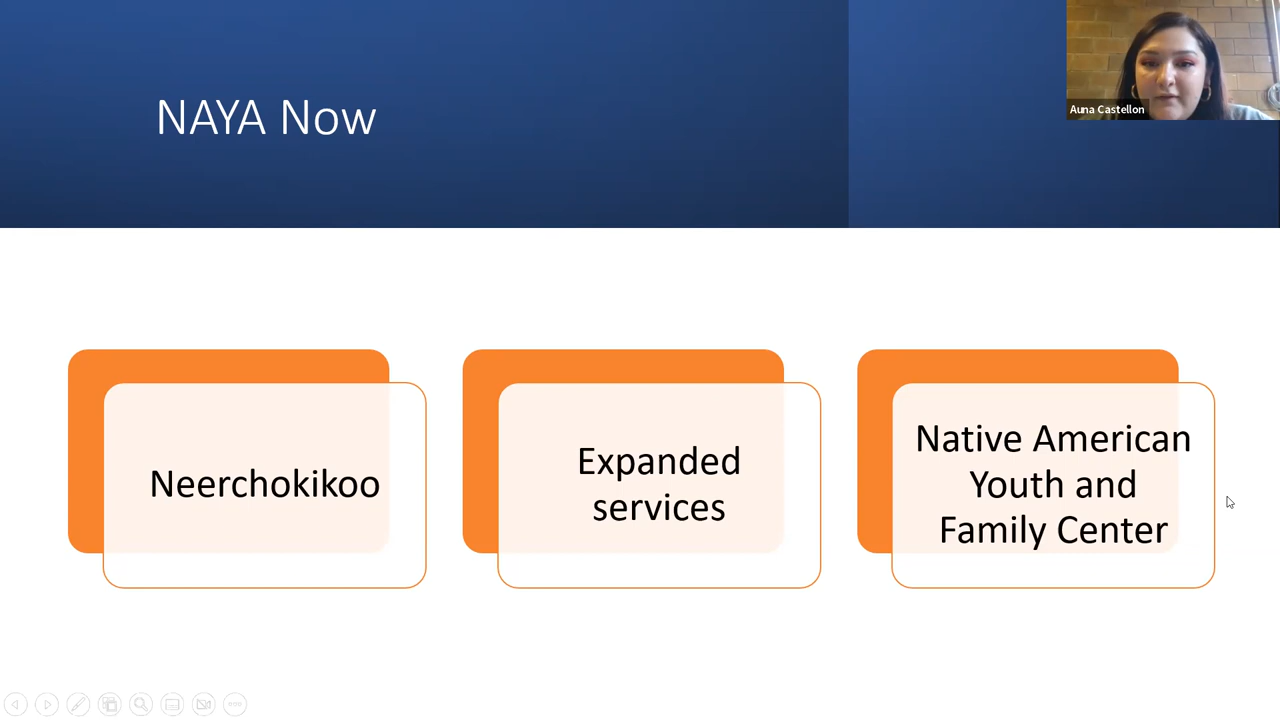 NAYA Now
Auna Castellon
Neerchokikoo
Expanded
services
Native American
Youth and
Family Center